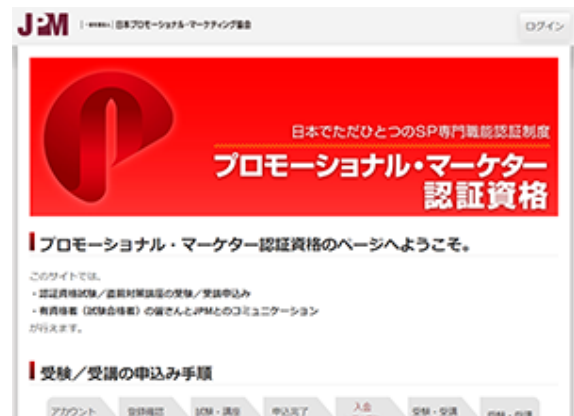 JPM 日本プロモーショナル・マーケティング協会
ログイン
日本でただひとつのSP専門職能認証制度
プロモーショナル・マーケター
認証資格
プロモーショナル・マーケター認証資格のページへようこそ。
このサイトでは、
・認証資格試験／直前対策講座の受験／受講申込み
・有資格者（試験合格者）の皆さんとJPMとのコミュニケーション
が行えます。
受験／受講の申込み手順
アカウント 登録確認 試験・講座 申込完了 入会 受験・受講